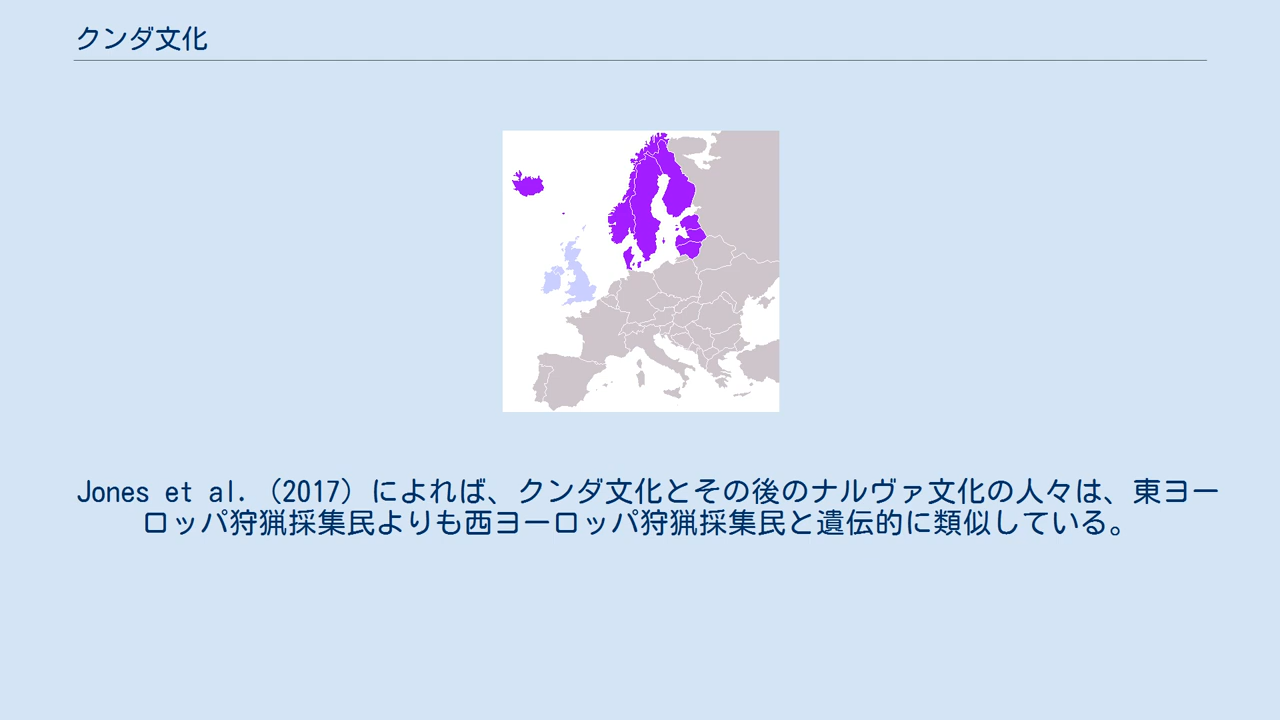 クンダ文化
Jones et al. (2017) によれば、クンダ文化とその後のナルヴァ文化の人々は、東ヨー
ロッパ狩猟採集民よりも西ヨーロッパ狩猟採集民と遺伝的に類似している。